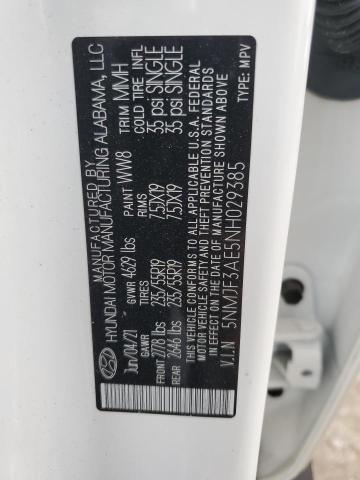 MANUFACTURED BY
HYUNDAI MOTOR MANUFACTURING ALABAMA, LLC
Jun/04/21 GVWR 4629 lbs PAINT WW8 TRIM MMH
GAWR TIRES COLD TIRE INFL
FRONT 2778 lbs 235/55R19 7.5JX19 35 psi SINGLE
REAR 2646 lbs 235/55R19 7.5JX19 35 psi SINGLE
THIS VEHICLE CONFORMS TO ALL APPLICABLE U.S.A. FEDERAL
MOTOR VEHICLE SAFETY, BUMPER, AND THEFT PREVENTION
STANDARDS IN EFFECT ON THE DATE OF MANUFACTURE SHOWN ABOVE
V.I.N 5NMJF3AE5NH029385 TYPE: MPV